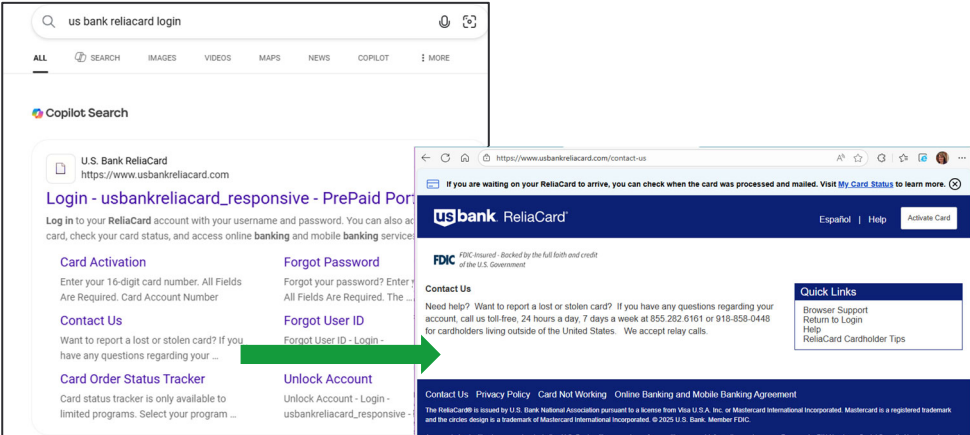 us bank reliacard login
ALL SEARCH IMAGES VIDEOS MAPS NEWS COPILOT MORE
Copilot Search
U.S. Bank ReliaCard
https://www.usbankreliacard.com
Login - usbankreliacard_responsive - PrePaid
Log in to your ReliaCard account with your username and password. You can also
card, check your card status, and access online banking and mobile banking
Card Activation
Enter your 16-digit card number. All Fields
Are Required. Card Account Number
Forgot Password
Forgot your password? Enter
All Fields Are Required. The ...
Contact Us
Want to report a lost or stolen card? If you
have any questions regarding your ...
Forgot User ID
Forgot User ID - Login -
Card Order Status Tracker
Card status tracker is only available to
limited programs. Select your program ...
Unlock Account
Unlock Account - Login -
usbankreliacard_responsive -
https://www.usbankreliacard.com/contact-us
If you are waiting on your ReliaCard to arrive, you can check when the card was processed and mailed. Visit My Card Status to learn more.
usbank ReliaCard®
Español | Help Activate Card
FDIC FDIC-Insured - Backed by the full faith and credit
of the U.S. Government
Contact Us
Need help? Want to report a lost or stolen card? If you have any questions regarding your
account, call us toll-free, 24 hours a day, 7 days a week at 855.282.6161 or 918-858-0448
for cardholders living outside of the United States. We accept relay calls.
Quick Links
Browser Support
Return to Login
Help
ReliaCard Cardholder Tips
Contact Us Privacy Policy Card Not Working Online Banking and Mobile Banking Agreement
The ReliaCard® is issued by U.S. Bank National Association pursuant to a license from Visa U.S.A. Inc. or Mastercard International Incorporated. Mastercard is a registered trademark
and the circles design is a trademark of Mastercard International Incorporated. © 2025 U.S. Bank. Member FDIC.